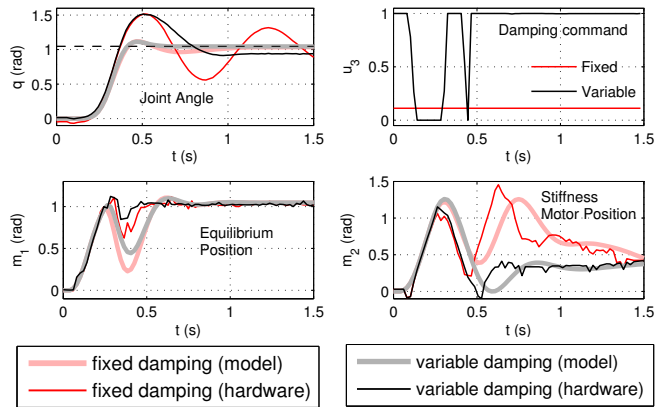 1.5
1
0.5
0
q (rad)
Joint Angle
0
0.5
1
1.5
t (s)
1
0.5
0
u3
Damping command
Fixed
Variable
0
0.5
1
1.5
t (s)
1
0.5
0
m1 (rad)
Equilibrium
Position
0
0.5
1
1.5
t (s)
1.5
1.0
0.5
0
m2 (rad)
Stiffness
Motor Position
0
0.5
1
1.5
t (s)
fixed damping (model)
fixed damping (hardware)
variable damping (model)
variable damping (hardware)